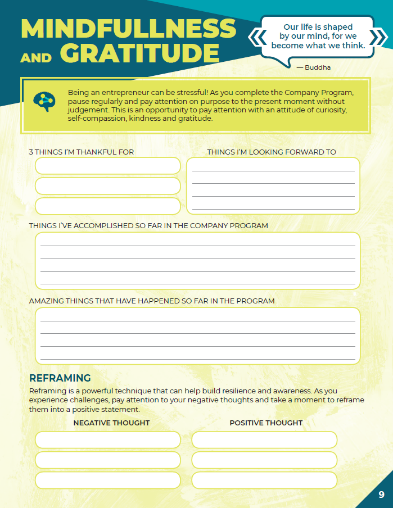 MINDFULLNESS
AND GRATITUDE
Our life is shaped
by our mind, for we
become what we think.
— Buddha
Being an entrepreneur can be stressful! As you complete the Company Program,
pause regularly and pay attention on purpose to the present moment without
judgement. This is an opportunity to pay attention with an attitude of curiosity,
self-compassion, kindness and gratitude.
3 THINGS I'M THANKFUL FOR
THINGS I'M LOOKING FORWARD TO
THINGS I'VE ACCOMPLISHED SO FAR IN THE COMPANY PROGRAM
AMAZING THINGS THAT HAVE HAPPENED SO FAR IN THE PROGRAM
REFRAMING
Reframing is a powerful technique that can help build resilience and awareness. As you
experience challenges, pay attention to your negative thoughts and take a moment to reframe
them into a positive statement.
NEGATIVE THOUGHT
POSITIVE THOUGHT
9